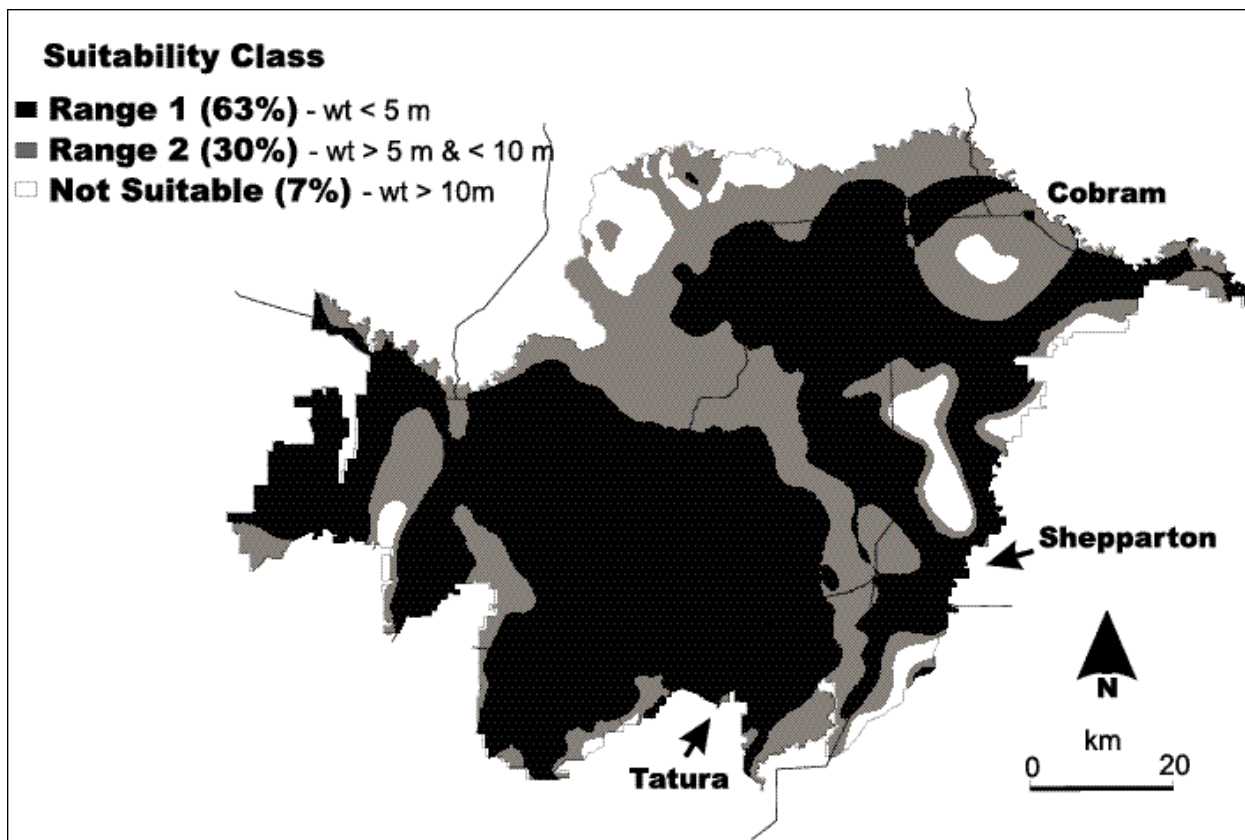 Suitability Class
Range 1 (63%) - wt < 5 m
Range 2 (30%) - wt > 5 m & < 10 m
Not Suitable (7%) - wt > 10m
Cobram
Shepparton
N
km
0 20
Tatura